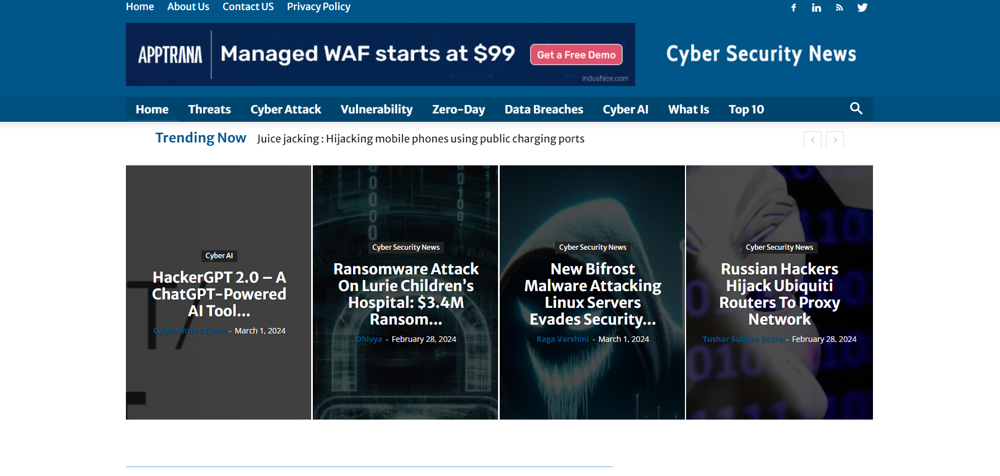 Home About Us Contact US Privacy Policy
APPTRANA Managed WAF starts at $99 Get a Free Demo
indusface.com
Cyber Security News
Home Threats Cyber Attack Vulnerability Zero-Day Data Breaches Cyber AI What Is Top 10
Trending Now Juice jacking : Hijacking mobile phones using public charging ports
Cyber AI
HackerGPT 2.0 – A
ChatGPT-Powered
AI Tool...
Cyber Writes Team - March 1, 2024
Cyber Security News
Ransomware Attack
On Lurie Children’s
Hospital: $3.4M
Ransom...
Dhivya - February 28, 2024
Cyber Security News
New Bifrost
Malware Attacking
Linux Servers
Evades Security...
Raga Varshini - March 1, 2024
Cyber Security News
Russian Hackers
Hijack Ubiquiti
Routers To Proxy
Network
Tushar Subhra Dutta - February 28, 2024